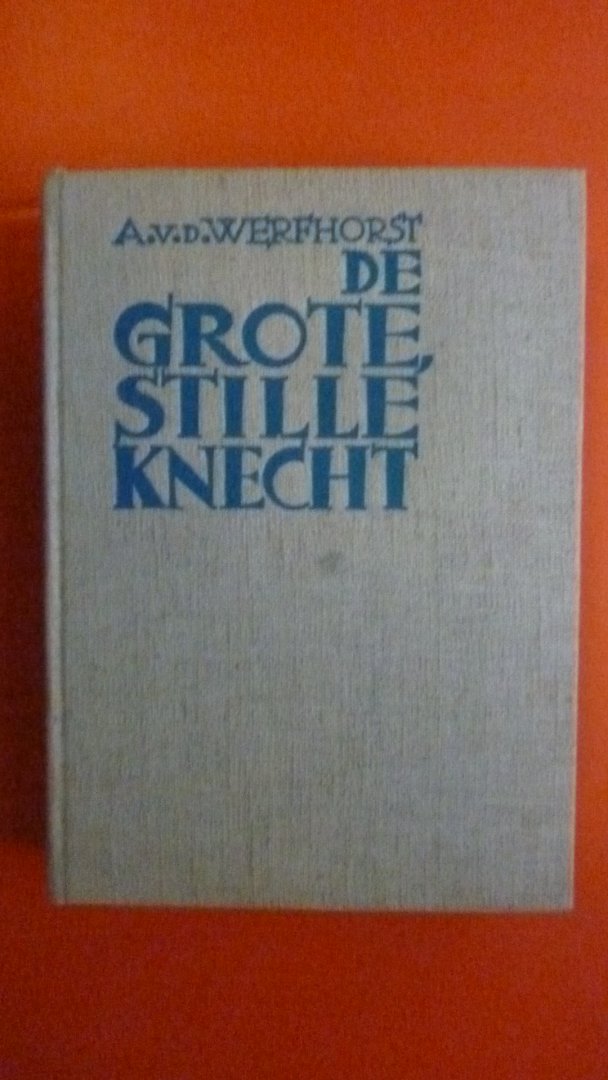 A.v.d. WERFHORST
DE
GROTE,
STILLE
KNECHT